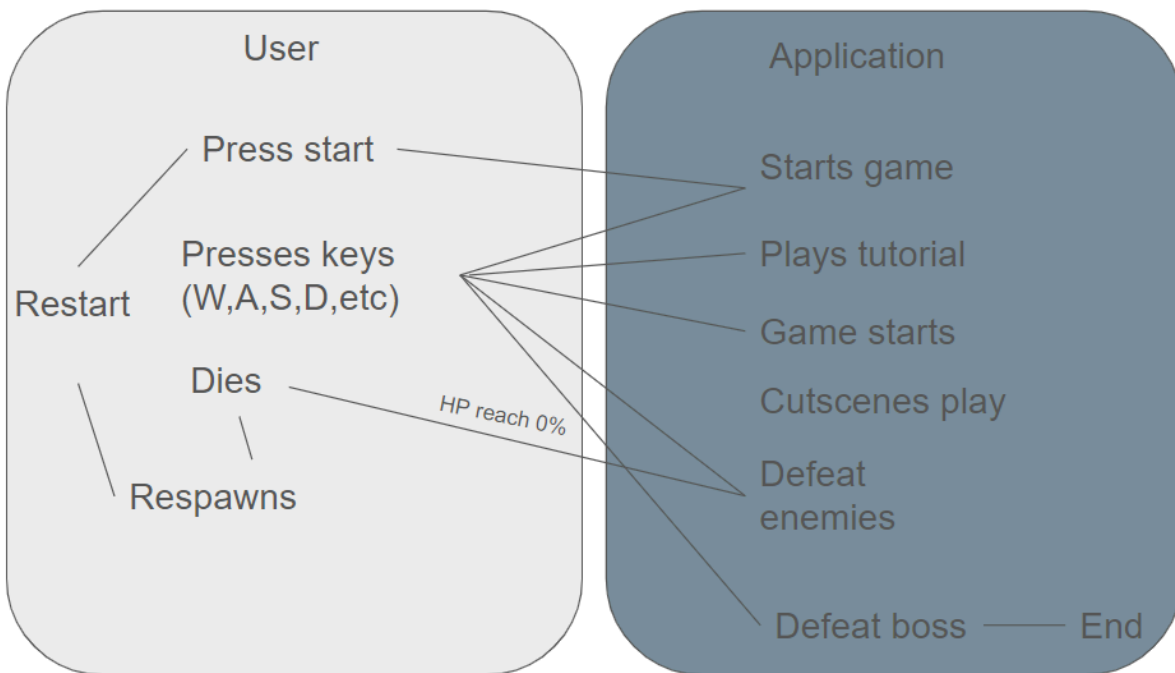 User
Press start
Presses keys
(W,A,S,D,etc)
Restart
Dies
HP reach 0%
Respawns
Application
Starts game
Plays tutorial
Game starts
Cutscenes play
Defeat
enemies
Defeat boss
End